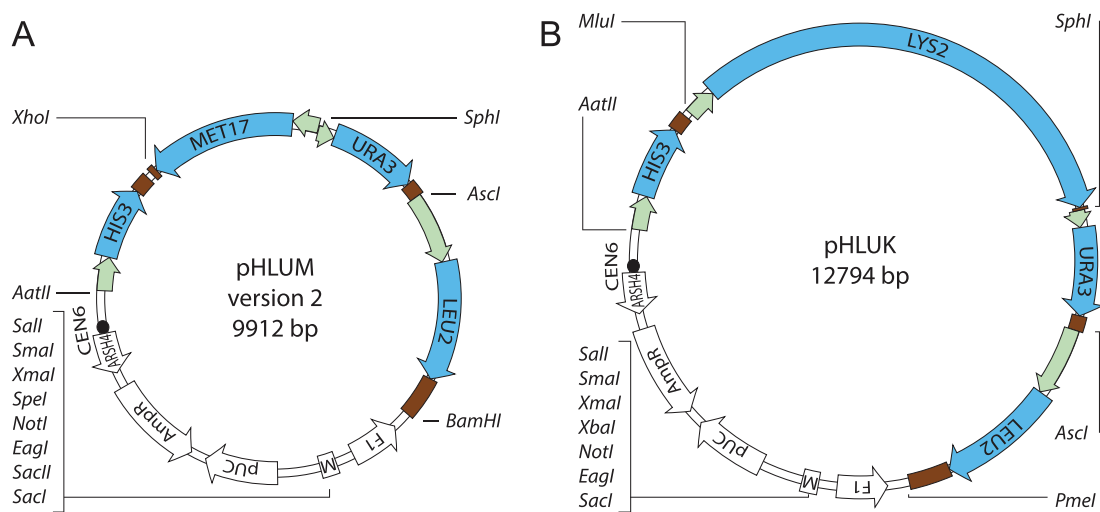 A
XhoI
MET17
SphI
URA3
AscI
HIS3
pHLUM
version 2
9912 bp
LEU2
AatII
CEN6
ARSH4
SalI
SmaI
XmaI
SpeI
NotI
EagI
SacII
SacI
AmpR
pUC
M
F1
BamHI
B
MluI
LYS2
SphI
AatII
HIS3
pHLUK
12794 bp
URA3
CEN6
ARSH4
SalI
SmaI
XmaI
XbaI
NotI
EagI
SacI
AmpR
pUC
M
F1
LEU2
AscI
PmeI